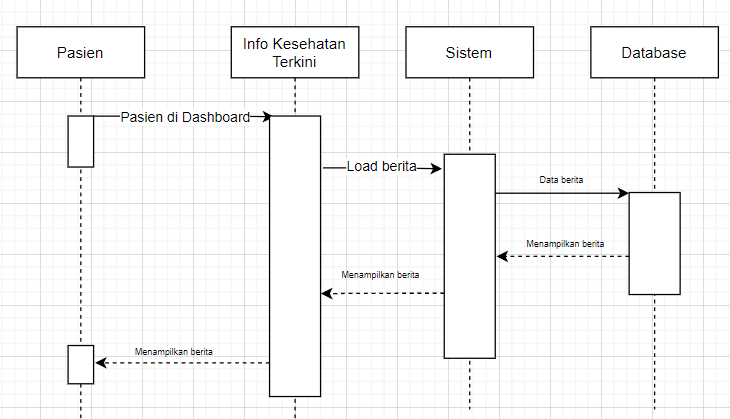 Pasien
Info Kesehatan
Terkini
Sistem
Database
Pasien di Dashboard
Load berita
Data berita
Menampilkan berita
Menampilkan berita
Menampilkan berita